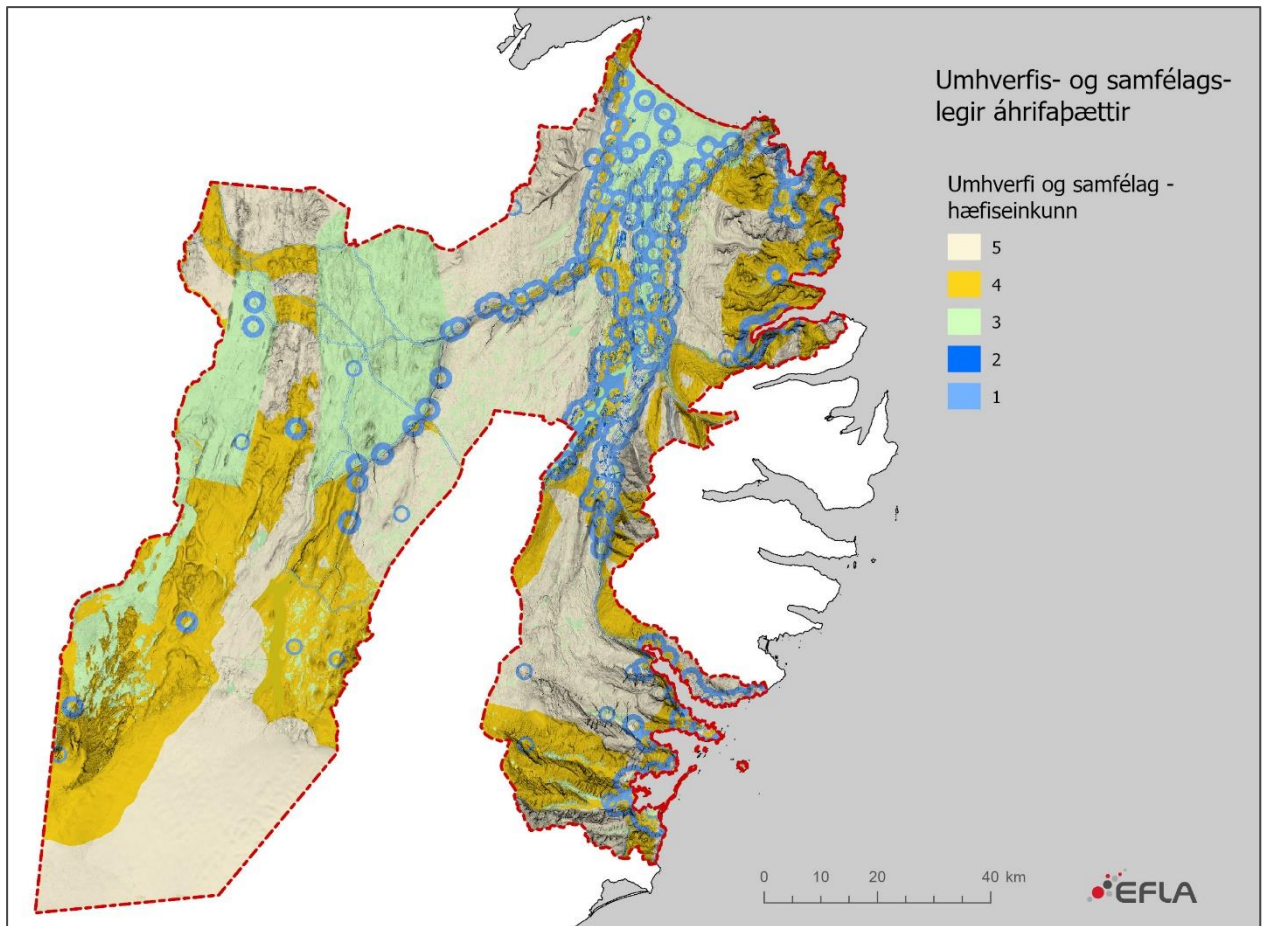 Umhverfis- og samfélags-
legir áhrifaþættir
Umhverfi og samfélag -
hæfiseinkunn
5
4
3
2
1
0 10 20 40 km
EFLA